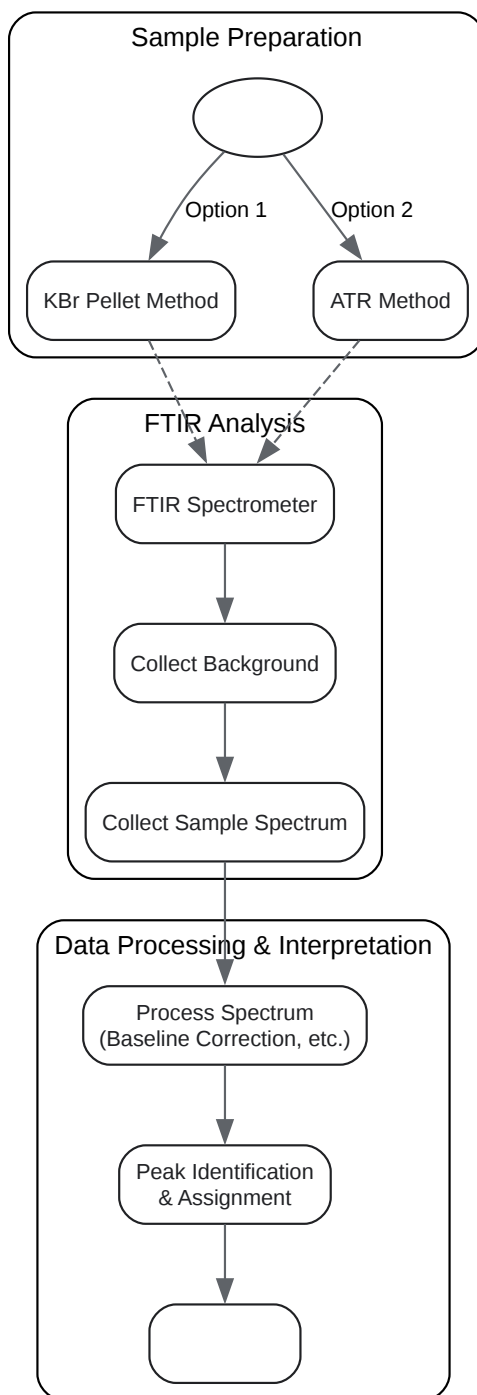 Sample Preparation
Option 1
Option 2
KBr Pellet Method
ATR Method
FTIR Analysis
FTIR Spectrometer
Collect Background
Collect Sample Spectrum
Data Processing & Interpretation
Process Spectrum
(Baseline Correction, etc.)
Peak Identification
& Assignment